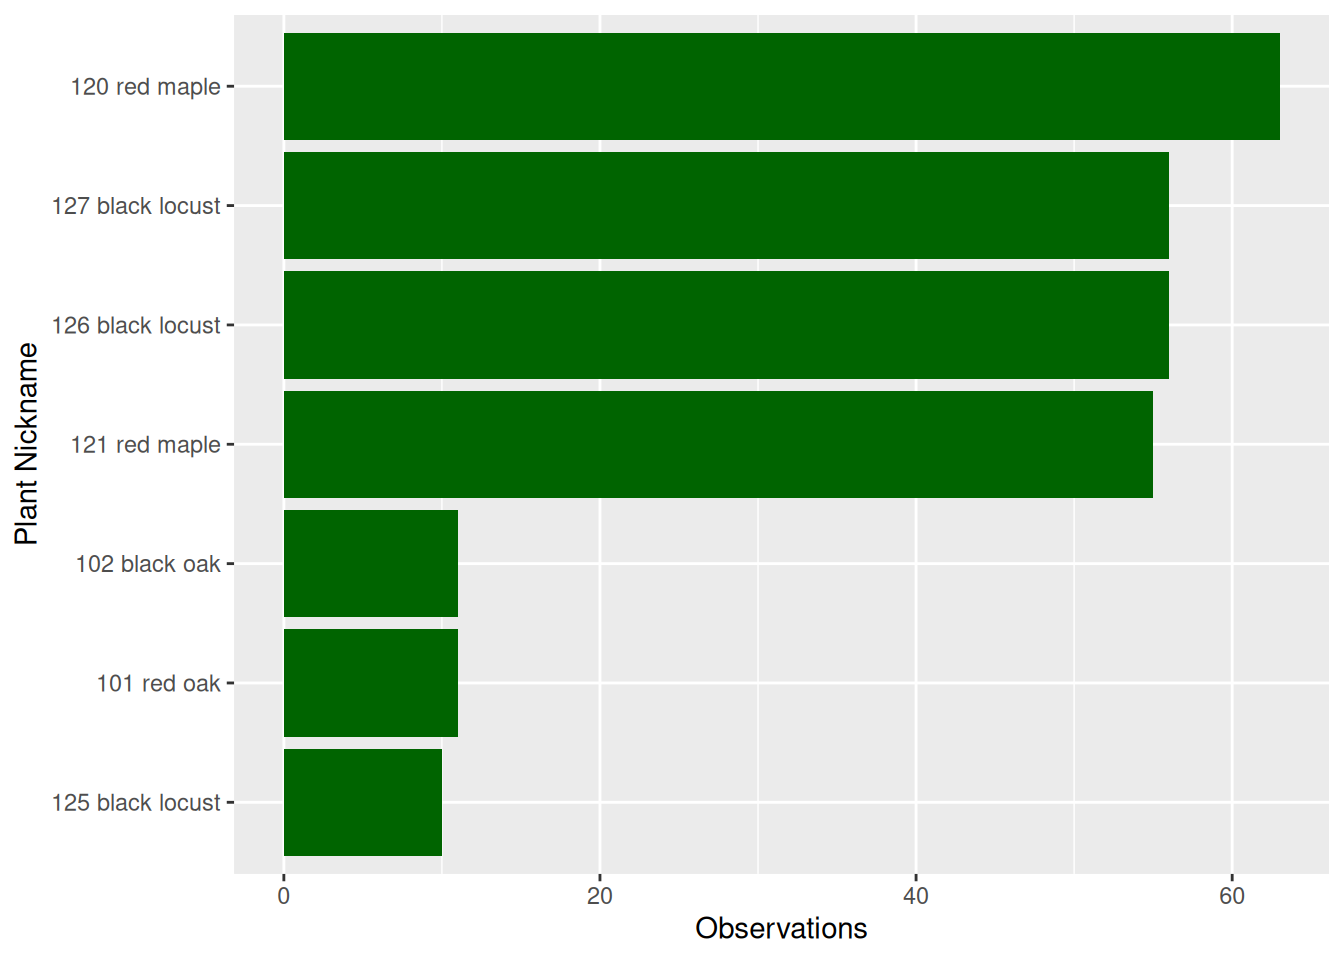 120 red maple
127 black locust
126 black locust
121 red maple
102 black oak
101 red oak
125 black locust
Plant Nickname
0 20 40 60
Observations